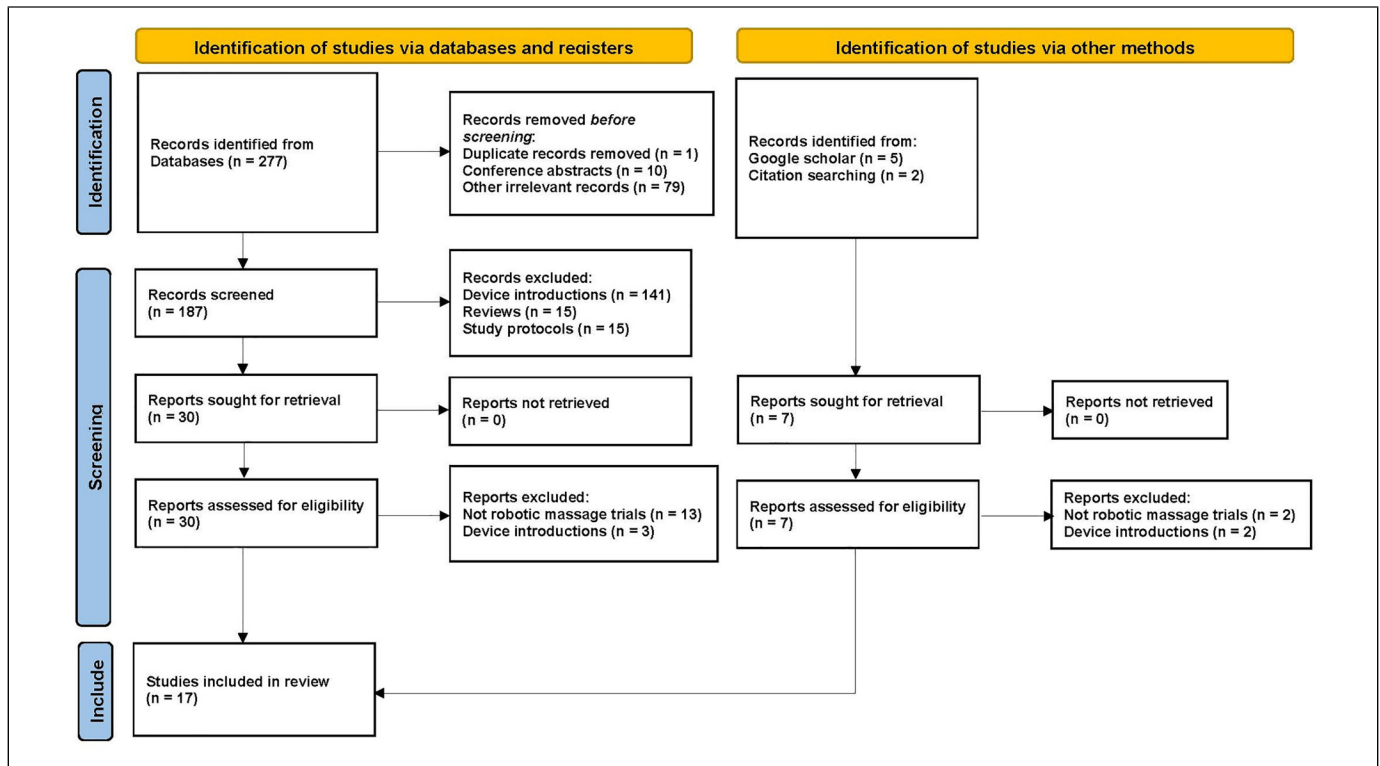 Identification of studies via databases and registers
Identification of studies via other methods
Identification
Records identified from
Databases (n = 277)
Records removed before
screening:
Duplicate records removed (n = 1)
Conference abstracts (n = 10)
Other irrelevant records (n = 79)
Records identified from:
Google scholar (n = 5)
Citation searching (n = 2)
Screening
Records screened
(n = 187)
Records excluded:
Device introductions (n = 141)
Reviews (n = 15)
Study protocols (n = 15)
Reports sought for retrieval
(n = 30)
Reports not retrieved
(n = 0)
Reports sought for retrieval
(n = 7)
Reports not retrieved
(n = 0)
Reports assessed for eligibility
(n = 30)
Reports excluded:
Not robotic massage trials (n = 13)
Device introductions (n = 3)
Reports assessed for eligibility
(n = 7)
Reports excluded:
Not robotic massage trials (n = 2)
Device introductions (n = 2)
Include
Studies included in review
(n = 17)